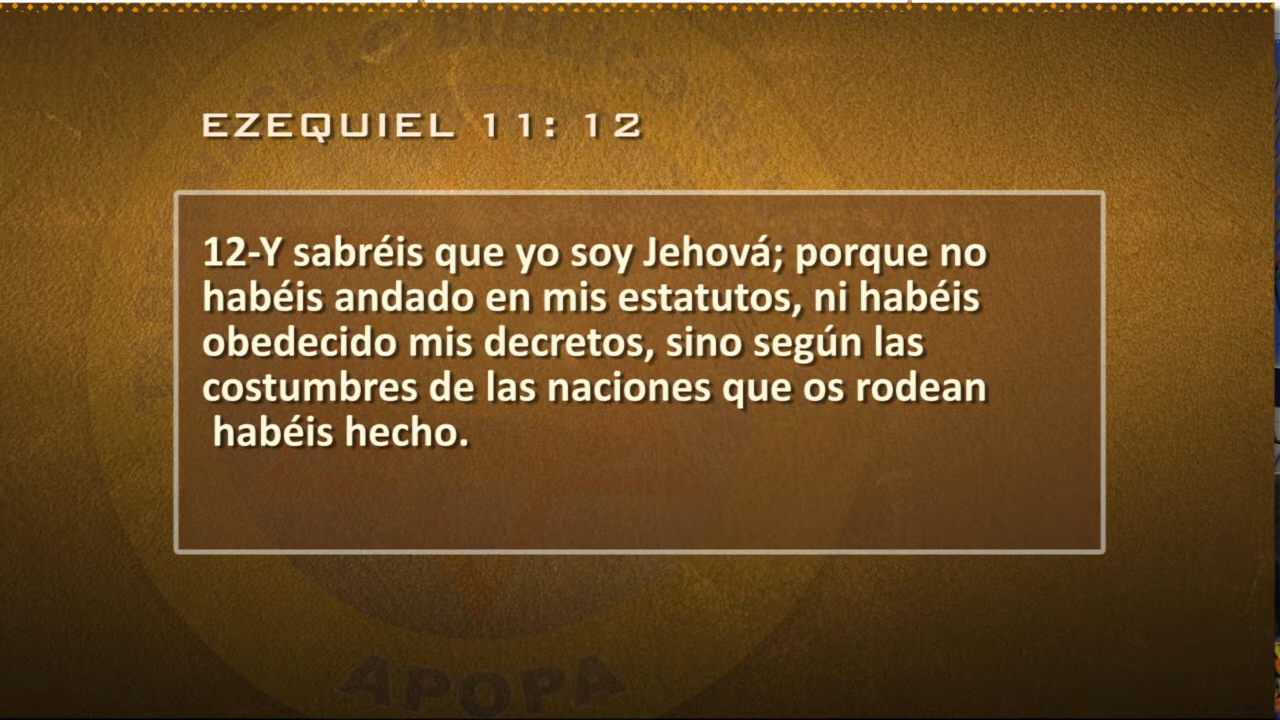 EZEQUIEL 11: 12
12-Y sabréis que yo soy Jehová; porque no
habéis andado en mis estatutos, ni habéis
obedecido mis decretos, sino según las
costumbres de las naciones que os rodean
habéis hecho.
APOPA